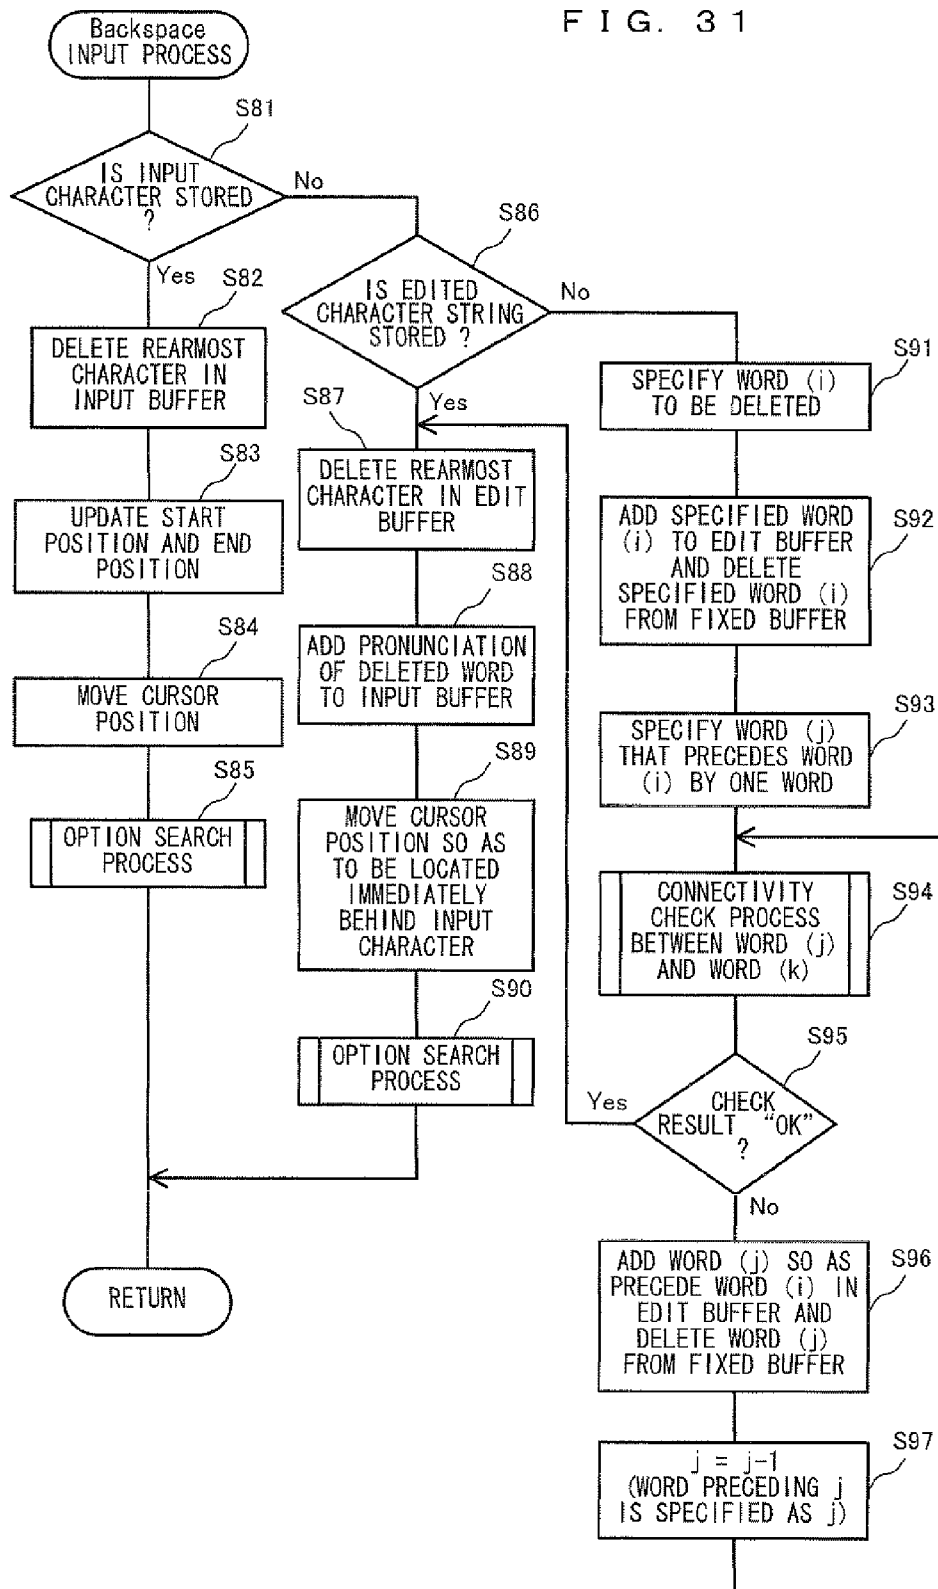 F I G. 31
Backspace
INPUT PROCESS
S81
IS INPUT
CHARACTER STORED
?
No
Yes
S82
DELETE REARMOST
CHARACTER IN
INPUT BUFFER
S83
UPDATE START
POSITION AND END
POSITION
S84
MOVE CURSOR
POSITION
S85
OPTION SEARCH
PROCESS
RETURN
S86
IS EDITED
CHARACTER STRING
STORED ?
No
Yes
S87
DELETE REARMOST
CHARACTER IN EDIT
BUFFER
S88
ADD PRONUNCIATION
OF DELETED WORD
TO INPUT BUFFER
S89
MOVE CURSOR
POSITION SO AS
TO BE LOCATED
IMMEDIATELY
BEHIND INPUT
CHARACTER
S90
OPTION SEARCH
PROCESS
S91
SPECIFY WORD (i)
TO BE DELETED
S92
ADD SPECIFIED WORD
(i) TO EDIT BUFFER
AND DELETE
SPECIFIED WORD (i)
FROM FIXED BUFFER
S93
SPECIFY WORD (j)
THAT PRECEDES WORD
(i) BY ONE WORD
S94
CONNECTIVITY
CHECK PROCESS
BETWEEN WORD (j)
AND WORD (k)
S95
CHECK
RESULT "OK"
?
Yes
No
S96
ADD WORD (j) SO AS
PRECEDE WORD (i) IN
EDIT BUFFER AND
DELETE WORD (j)
FROM FIXED BUFFER
S97
j = j-1
(WORD PRECEDING j
IS SPECIFIED AS j)